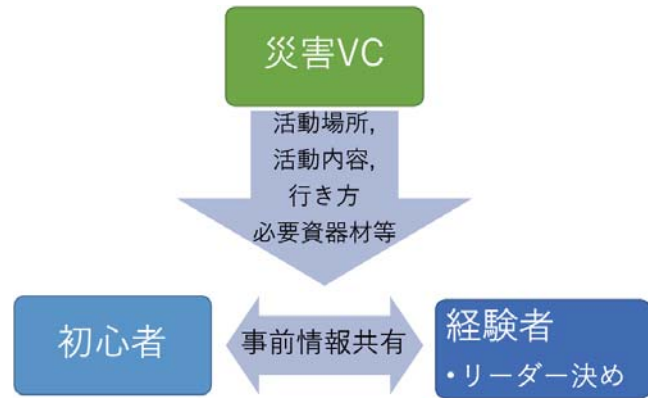 災害VC
活動場所,
活動内容,
行き方
必要資器材等
初心者
事前情報共有
経験者
・リーダー決め